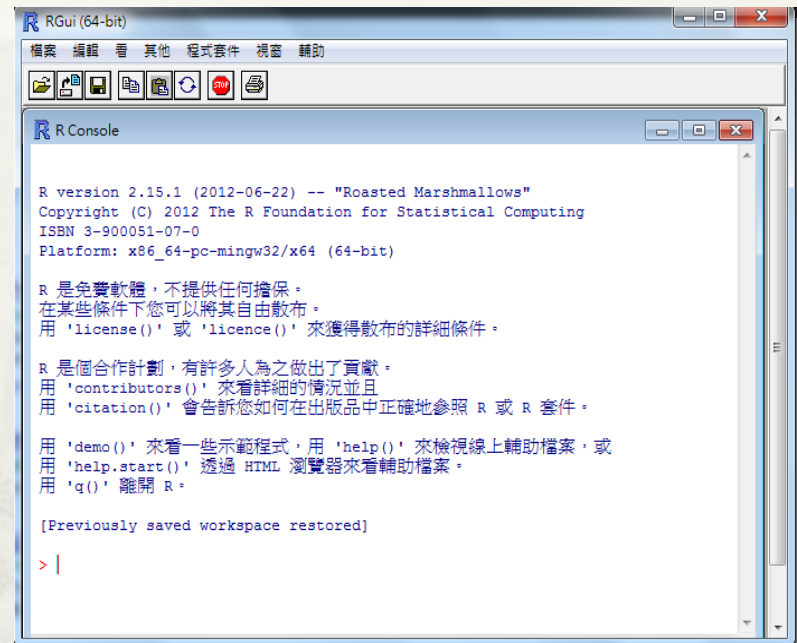 RGui (64-bit)
檔案 編輯 看 其他 程式套件 視窗 輔助
STOP
R Console
R version 2.15.1 (2012-06-22) -- "Roasted Marshmallows"
Copyright (C) 2012 The R Foundation for Statistical Computing
ISBN 3-900051-07-0
Platform: x86_64-pc-mingw32/x64 (64-bit)
R 是免費軟體，不提供任何擔保。
在某些條件下您可以將其自由散布。
用 'license()' 或 'licence()' 來獲得散布的詳細條件。
R 是個合作計劃，有許多人為之做出了貢獻。
用 'contributors()' 來看詳細的情況並且
用 'citation()' 會告訴您如何在出版品中正確地參照 R 或 R 套件。
用 'demo()' 來看一些示範程式，用 'help()' 來檢視線上輔助檔案，或
用 'help.start()' 透過 HTML 瀏覽器來看輔助檔案。
用 'q()' 離開 R。
[Previously saved workspace restored]
>